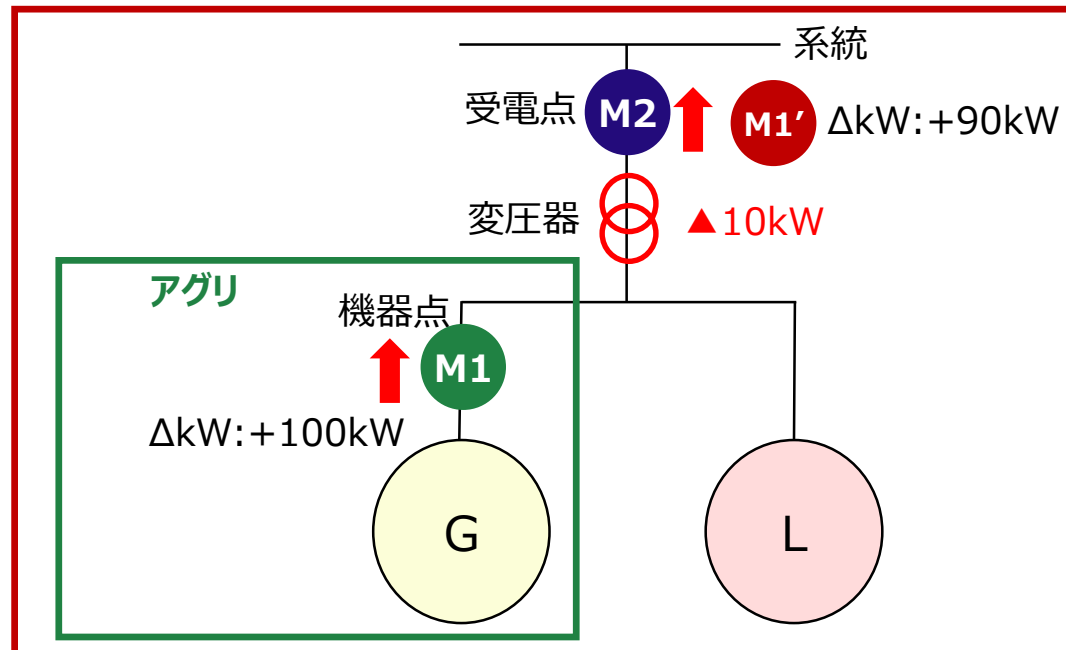 系統
受電点 M2 M1’ ΔkW:+90kW
変圧器 ▲10kW
アグリ
機器点
M1
ΔkW:+100kW
G L